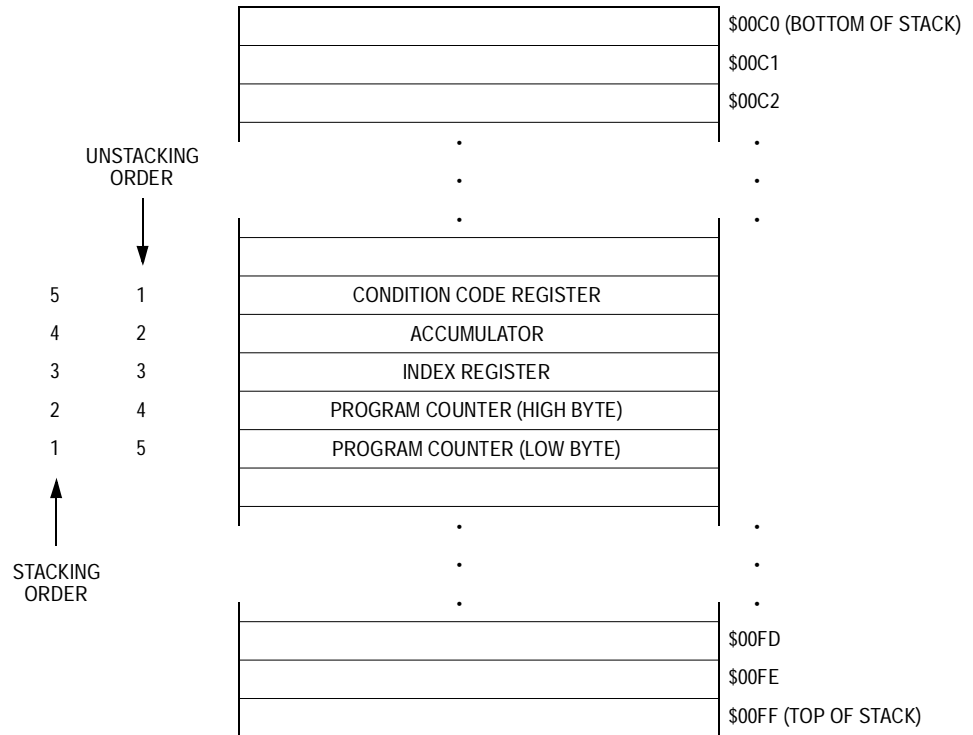 $00C0 (BOTTOM OF STACK)
$00C1
$00C2
UNSTACKING
ORDER
5 1 CONDITION CODE REGISTER
4 2 ACCUMULATOR
3 3 INDEX REGISTER
2 4 PROGRAM COUNTER (HIGH BYTE)
1 5 PROGRAM COUNTER (LOW BYTE)
STACKING
ORDER
$00FD
$00FE
$00FF (TOP OF STACK)